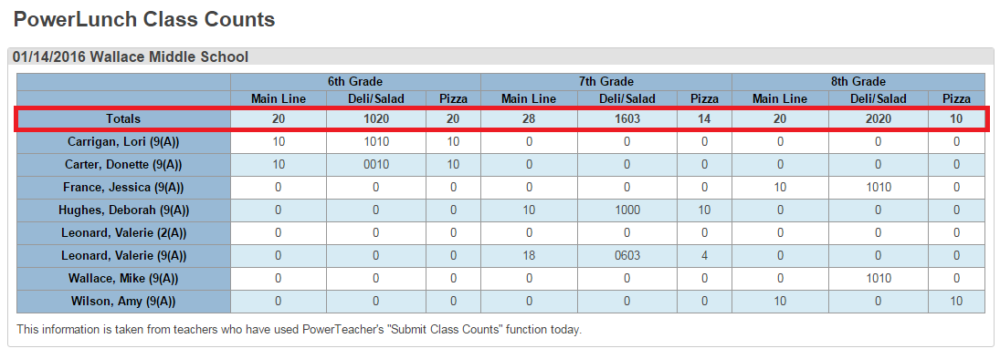 PowerLunch Class Counts
01/14/2016 Wallace Middle School
6th Grade 7th Grade 8th Grade
Main Line Deli/Salad Pizza Main Line Deli/Salad Pizza Main Line Deli/Salad Pizza
Totals 20 1020 20 28 1603 14 20 2020 10
Carrigan, Lori (9(A)) 10 1010 10 0 0 0 0 0 0
Carter, Donette (9(A)) 10 0010 10 0 0 0 0 0 0
France, Jessica (9(A)) 0 0 0 0 0 0 10 1010 0
Hughes, Deborah (9(A)) 0 0 0 10 1000 10 0 0 0
Leonard, Valerie (2(A)) 0 0 0 0 0 0 0 0 0
Leonard, Valerie (9(A)) 0 0 0 18 0603 4 0 0 0
Wallace, Mike (9(A)) 0 0 0 0 0 0 0 1010 0
Wilson, Amy (9(A)) 0 0 0 0 0 0 10 0 10
This information is taken from teachers who have used PowerTeacher's "Submit Class Counts" function today.